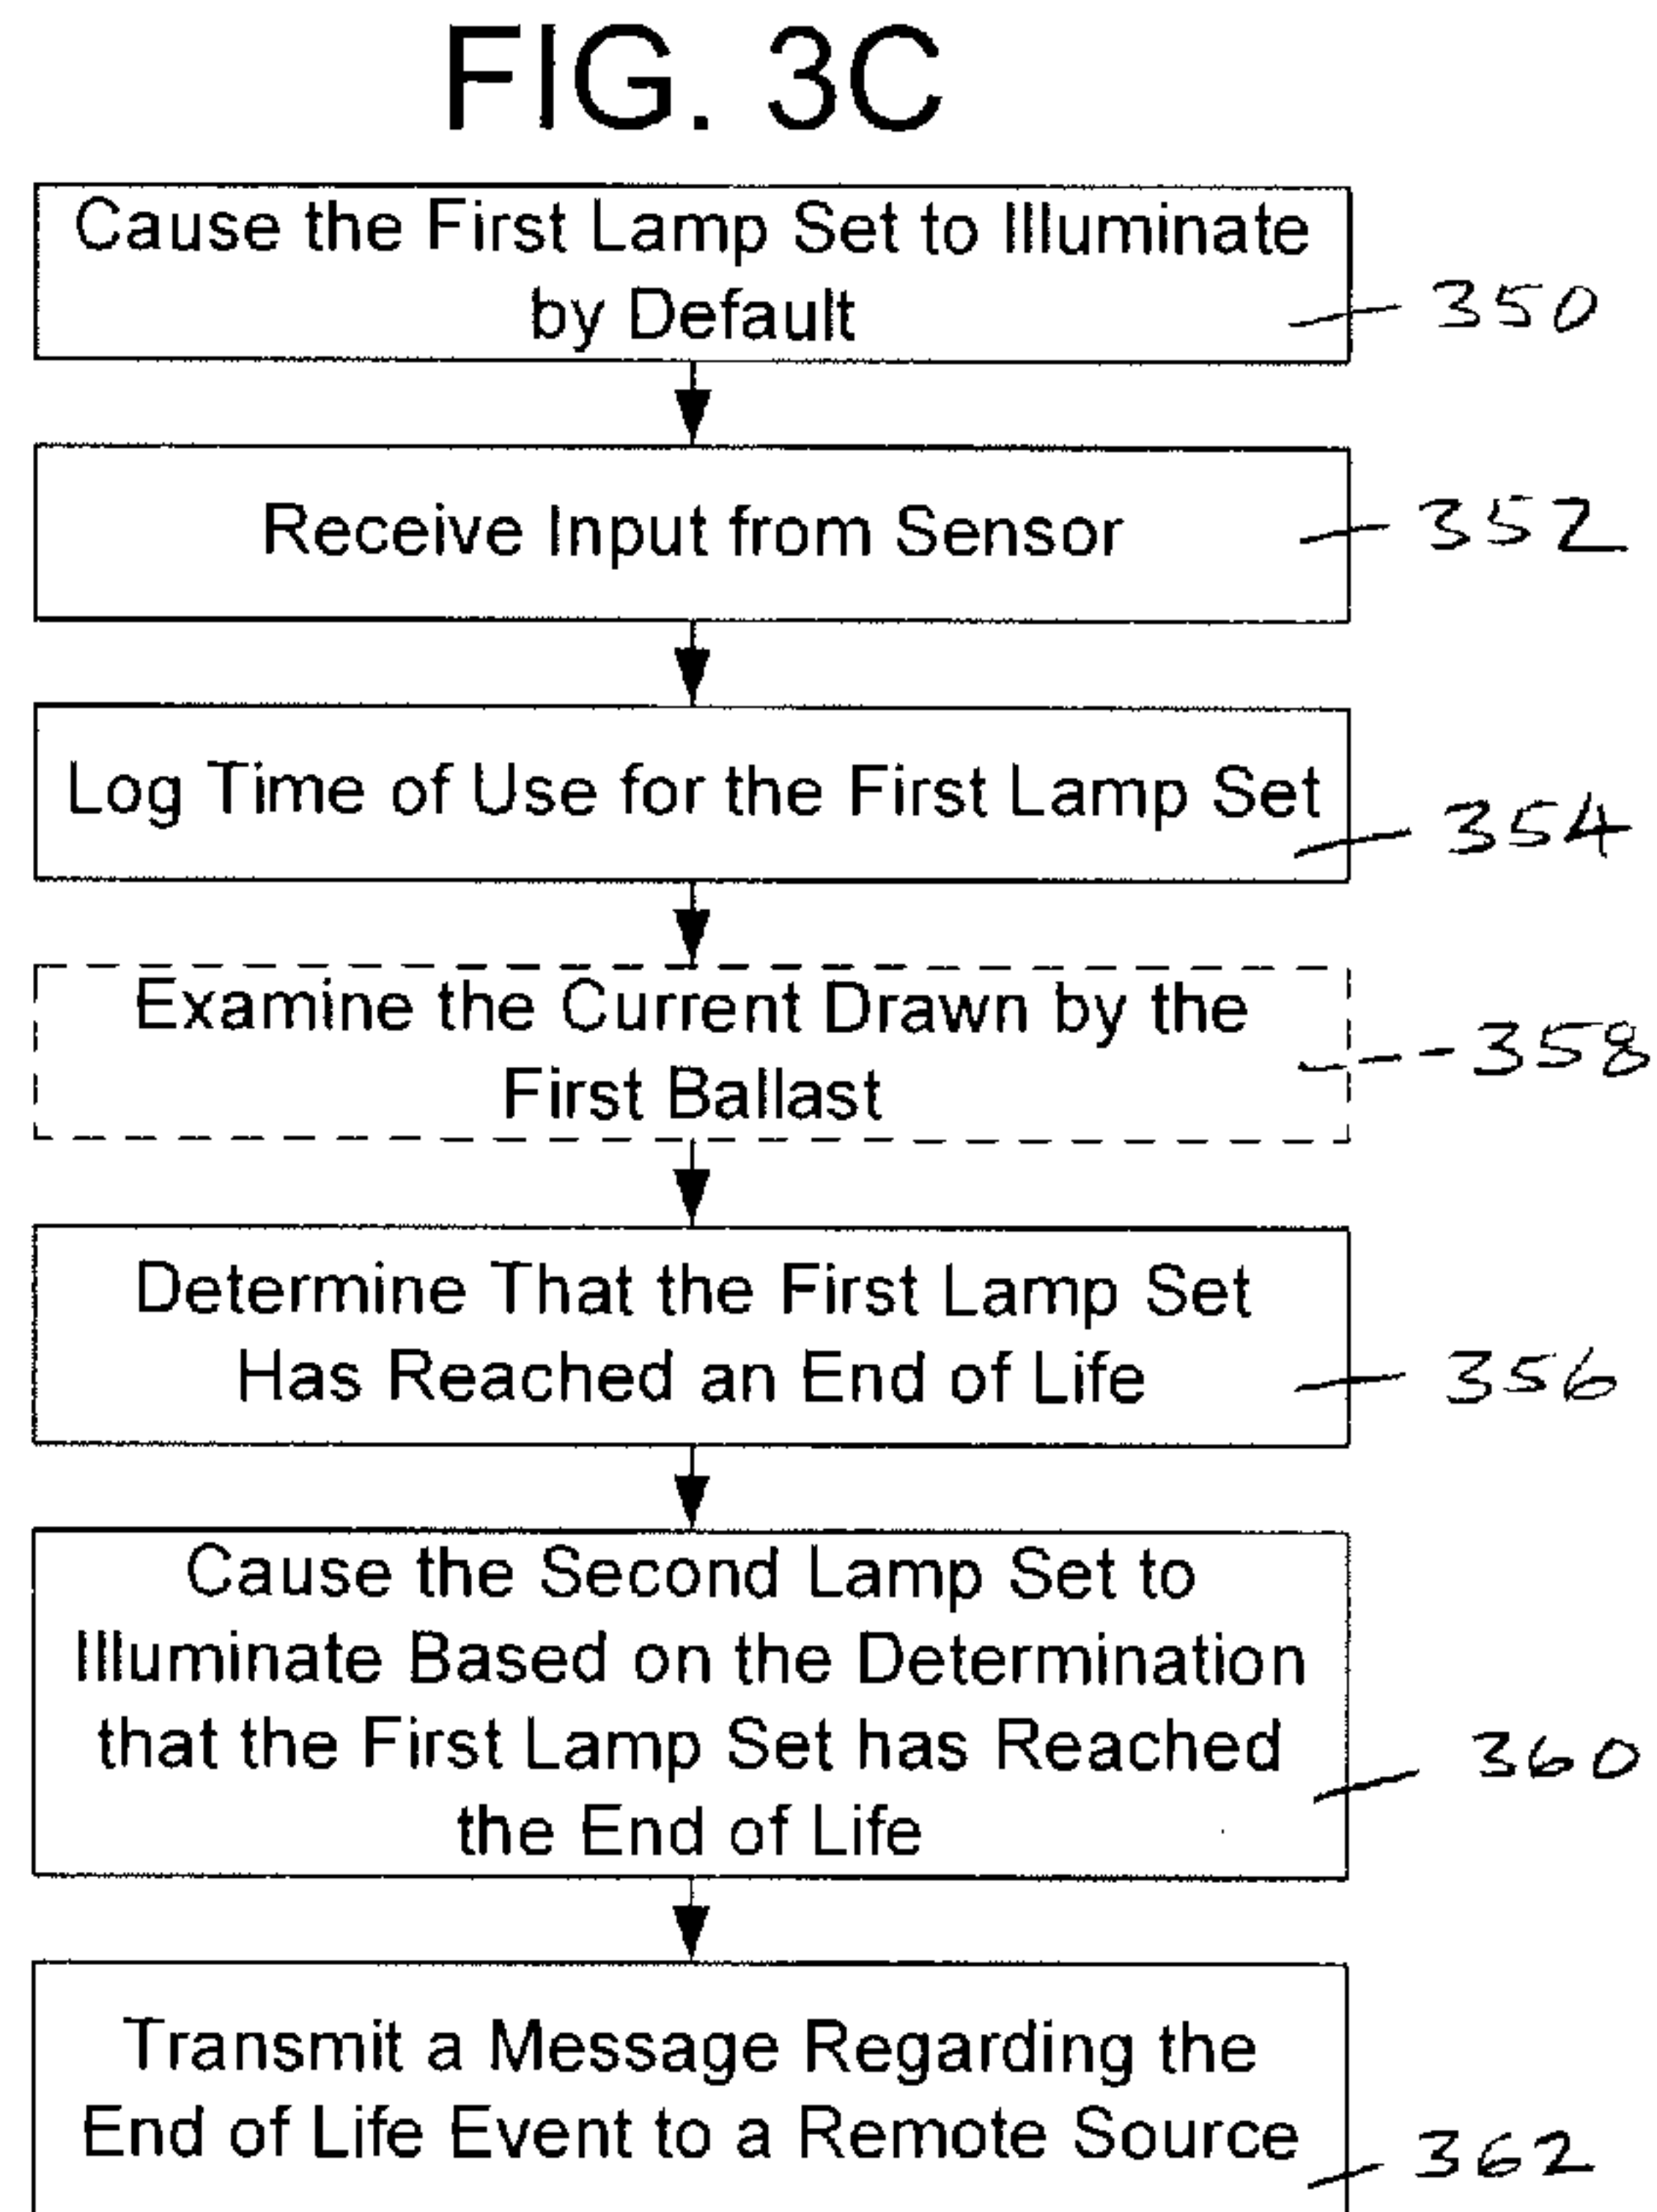 FIG. 3C
Cause the First Lamp Set to Illuminate
by Default
350
Receive Input from Sensor
352
Log Time of Use for the First Lamp Set
354
Examine the Current Drawn by the
First Ballast
358
Determine That the First Lamp Set
Has Reached an End of Life
356
Cause the Second Lamp Set to
Illuminate Based on the Determination
that the First Lamp Set has Reached
the End of Life
360
Transmit a Message Regarding the
End of Life Event to a Remote Source
362